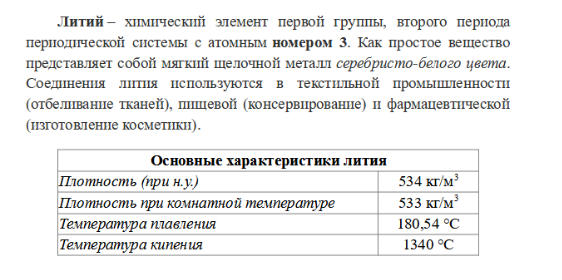 Литий – химический элемент первой группы, второго периода
периодической системы с атомным номером 3. Как простое вещество
представляет собой мягкий щелочной металл серебристо-белого цвета.
Соединения лития используются в текстильной промышленности
(отбеливание тканей), пищевой (консервирование) и фармацевтической
(изготовление косметики).
Основные характеристики лития
Плотность (при н.у.) 534 кг/м³
Плотность при комнатной температуре 533 кг/м³
Температура плавления 180,54 °C
Температура кипения 1340 °C